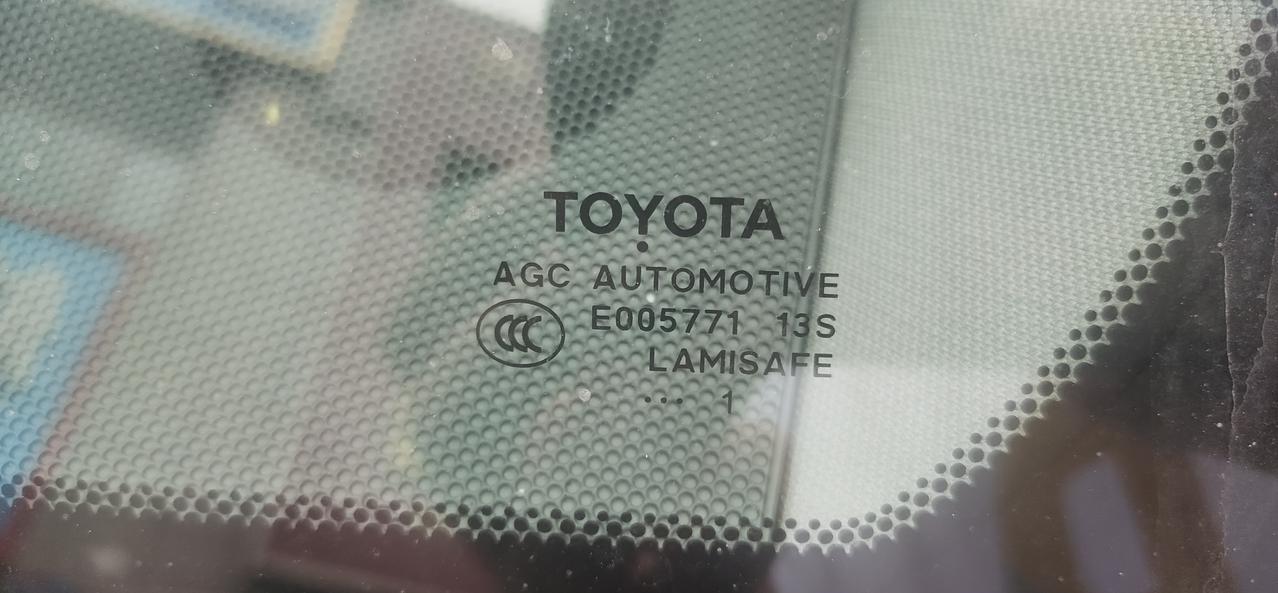 TOYOTA
AGC AUTOMOTIVE
CCC E005771 13S
LAMISAFE
... 1